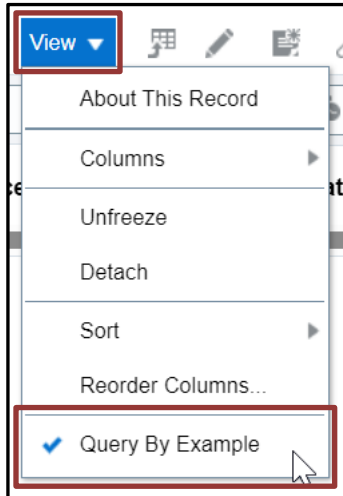 View
About This Record
Columns
Unfreeze
Detach
Sort
Reorder Columns...
Query By Example